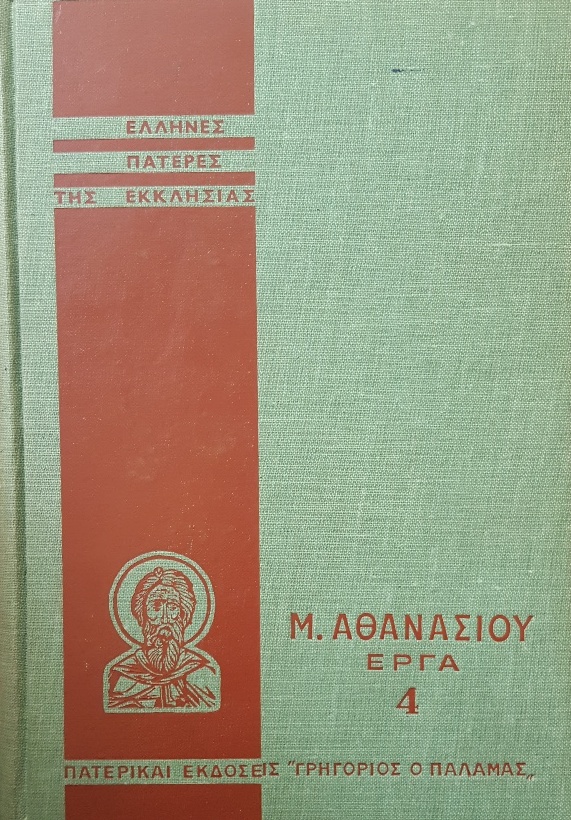 ΕΛΛΗΝΕΣ
ΠΑΤΕΡΕΣ
ΤΗΣ ΕΚΚΛΗΣΙΑΣ
Μ. ΑΘΑΝΑΣΙΟΥ
ΕΡΓΑ
4
ΠΑΤΕΡΙΚΑΙ ΕΚΔΟΣΕΙΣ "ΓΡΗΓΟΡΙΟΣ Ο ΠΑΛΑΜΑΣ„